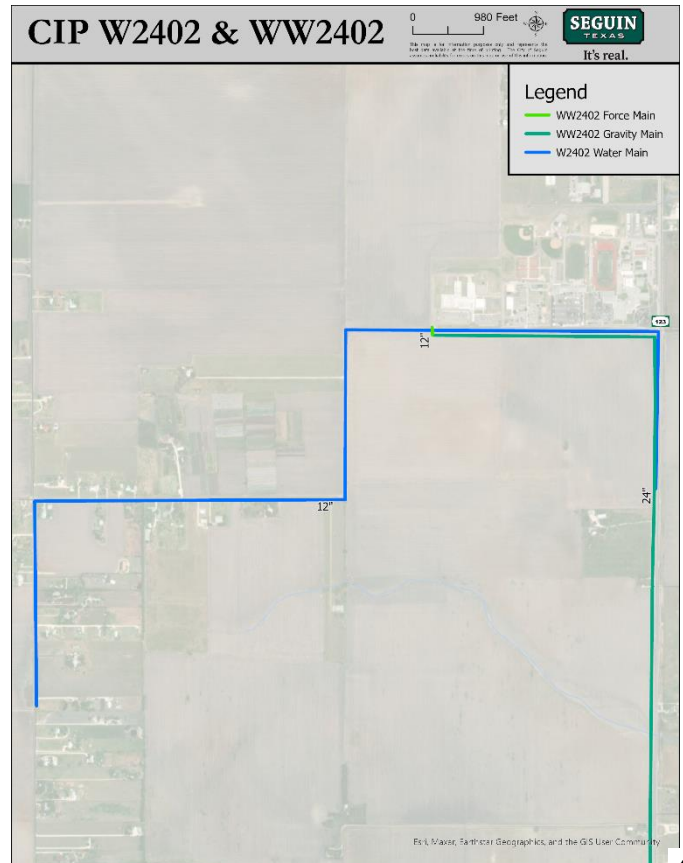 CIP W2402 & WW2402
0 980 Feet
SEGUIN
TEXAS
It's real.
Legend
WW2402 Force Main
WW2402 Gravity Main
W2402 Water Main
123
12"
24"
12"
Esri, Maxar, Earthstar Geographics, and the GIS User Community